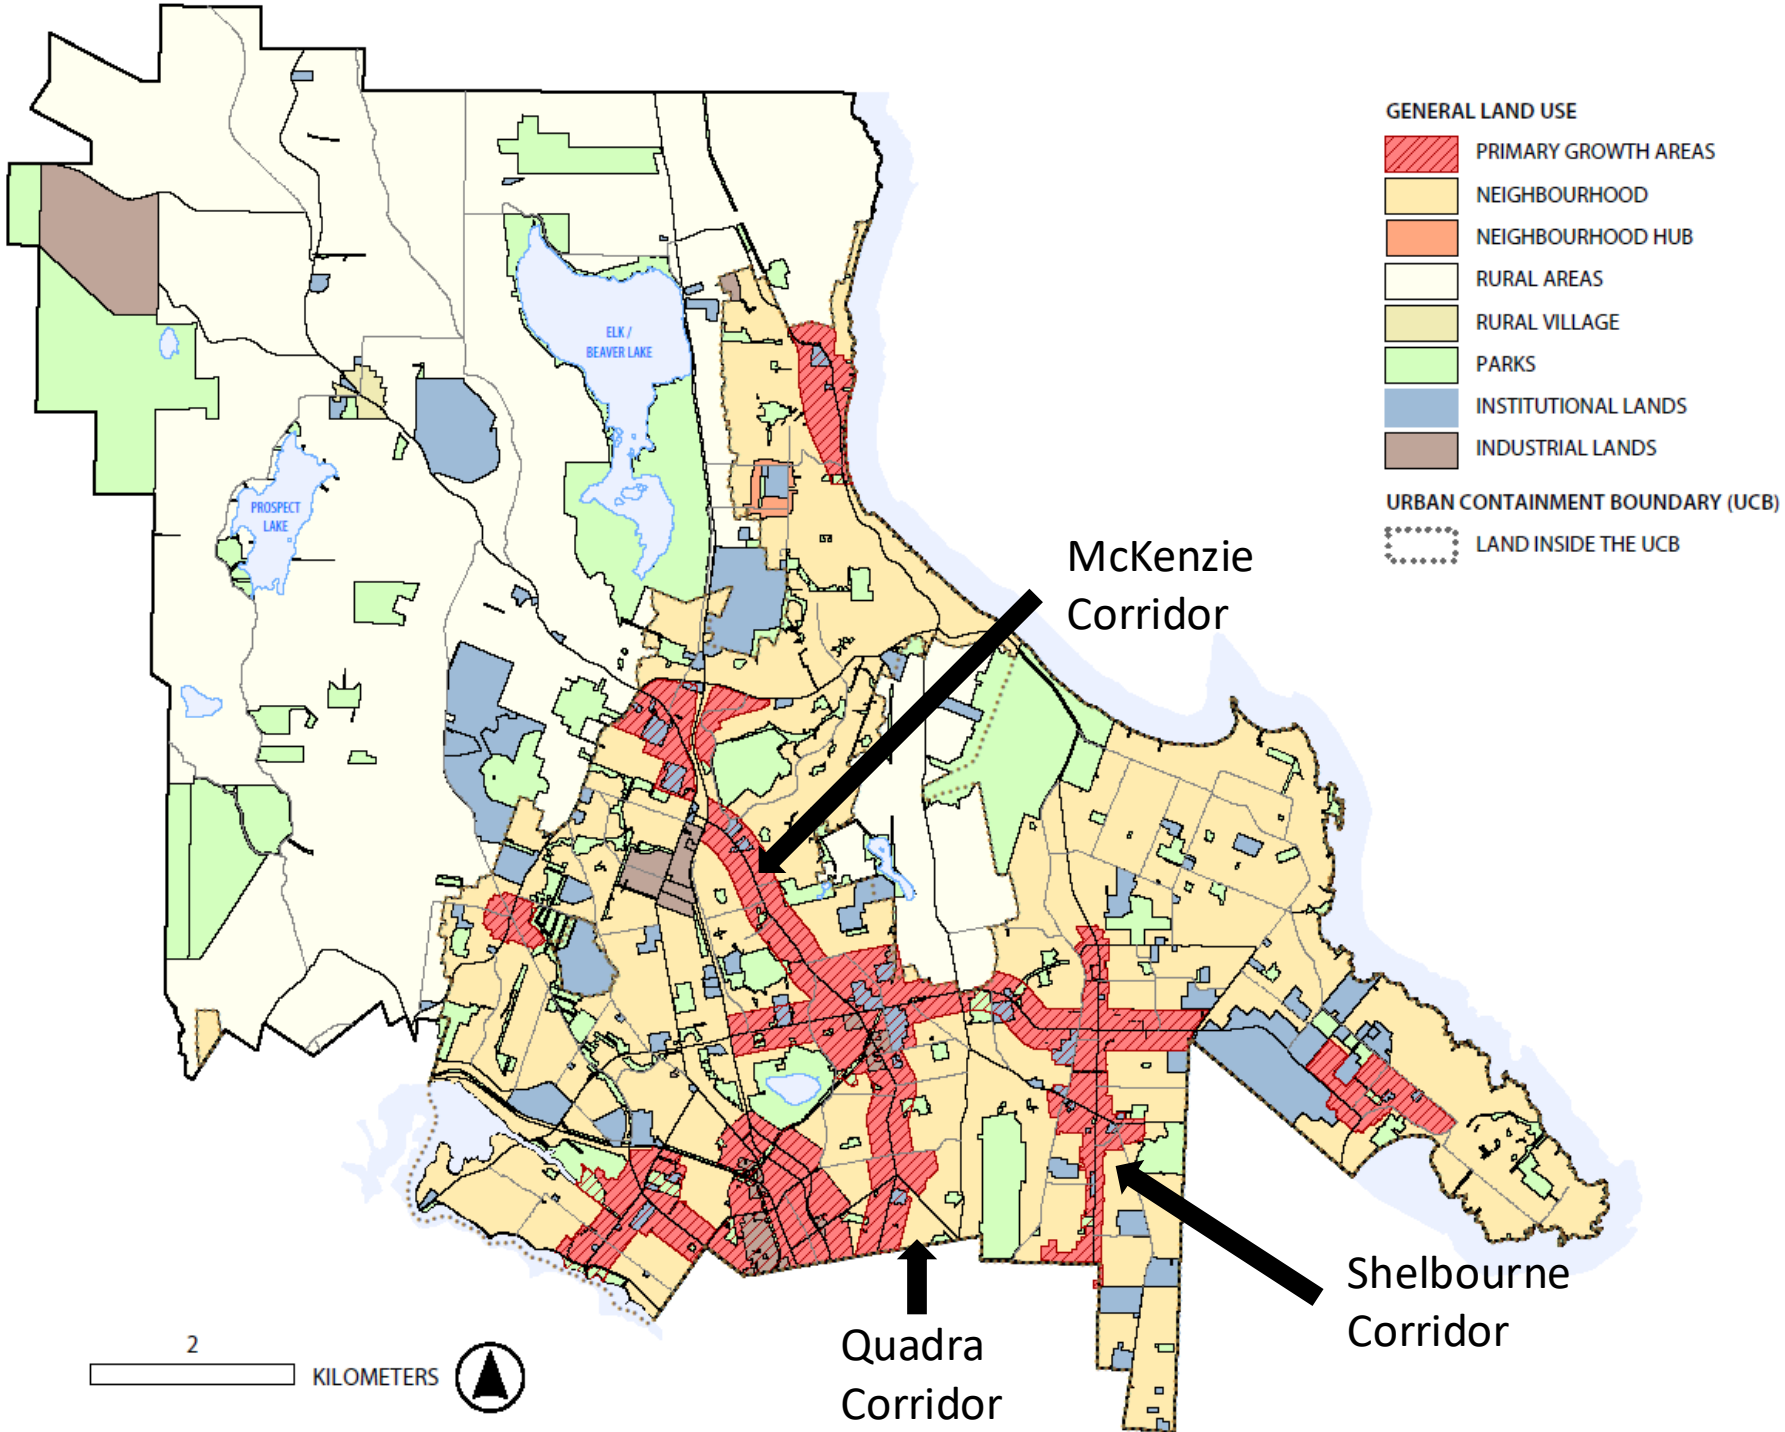 GENERAL LAND USE
PRIMARY GROWTH AREAS
NEIGHBOURHOOD
NEIGHBOURHOOD HUB
RURAL AREAS
RURAL VILLAGE
PARKS
INSTITUTIONAL LANDS
INDUSTRIAL LANDS
URBAN CONTAINMENT BOUNDARY (UCB)
LAND INSIDE THE UCB
ELK /
BEAVER LAKE
PROSPECT
LAKE
McKenzie
Corridor
Shelbourne
Corridor
Quadra
Corridor
2
KILOMETERS